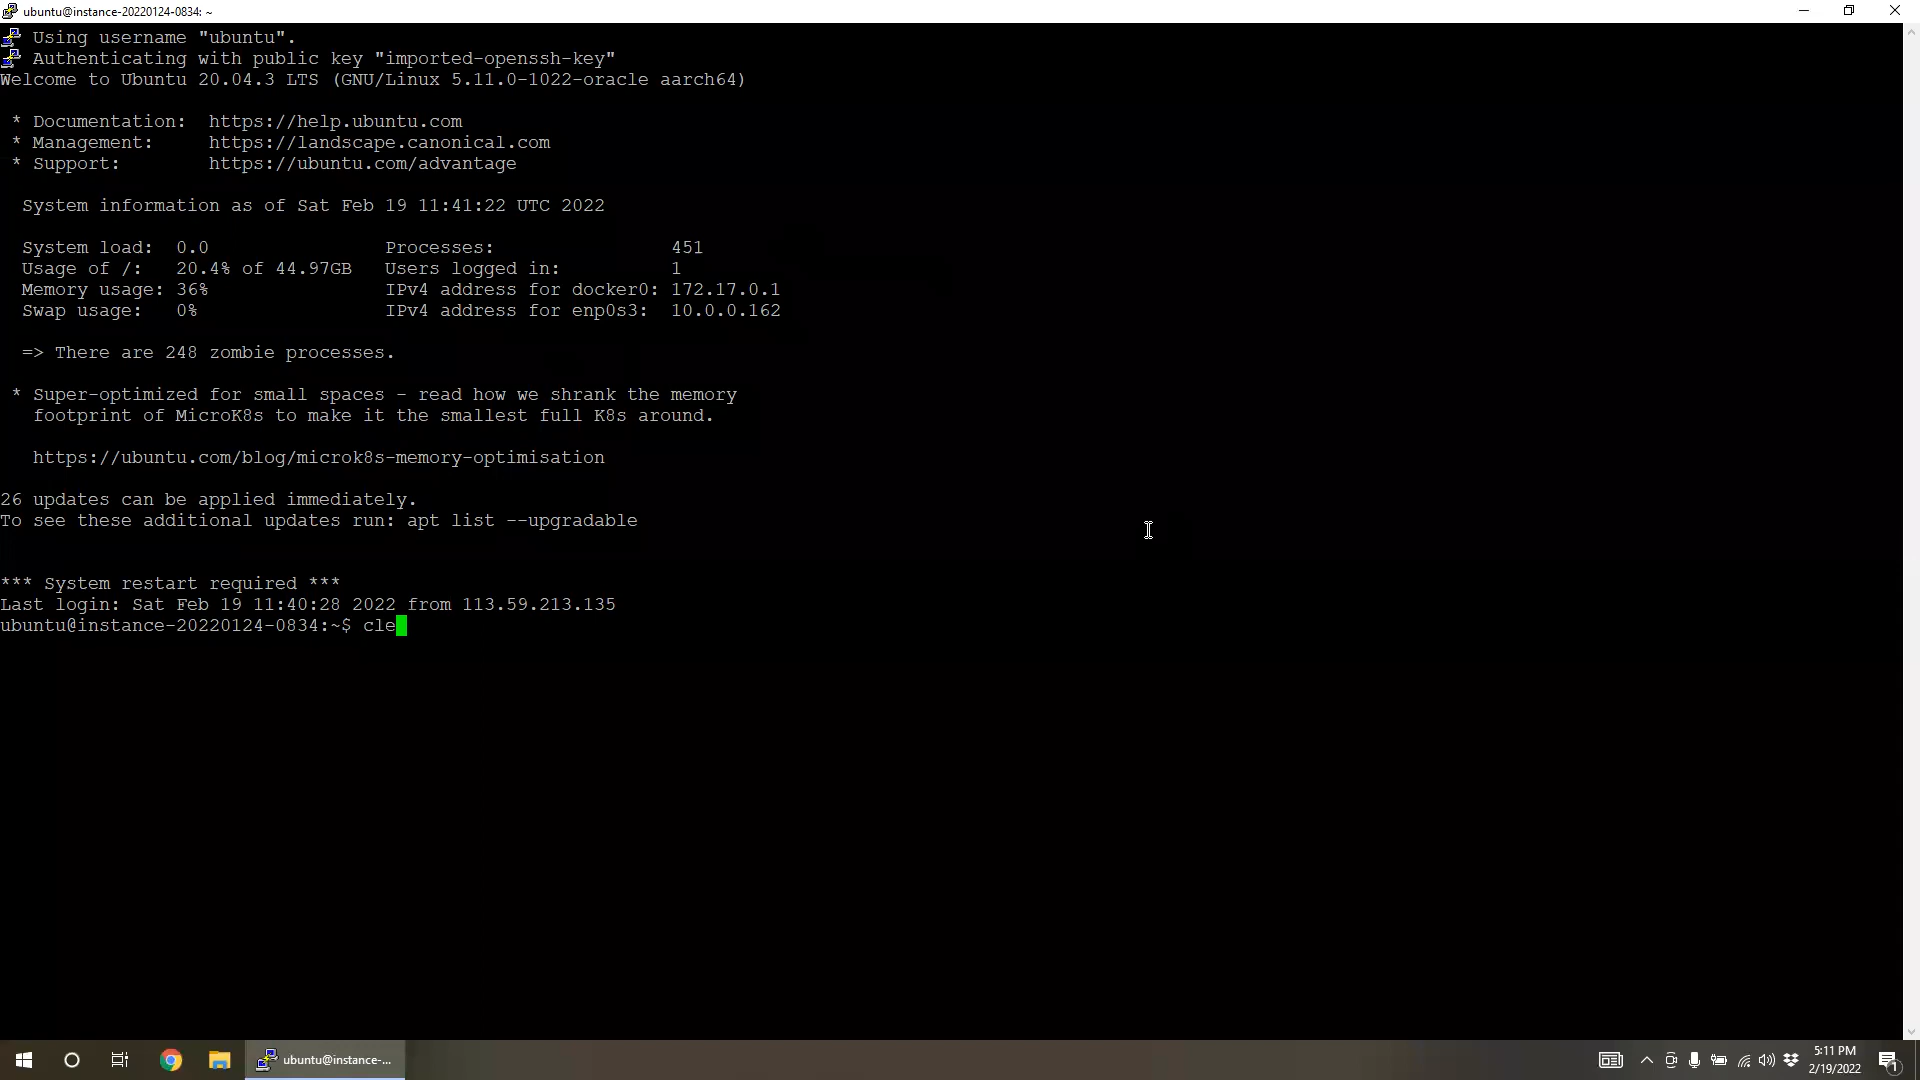 ubuntu@instance-20220124-0834: ~
Using username "ubuntu".
Authenticating with public key "imported-openssh-key"
Welcome to Ubuntu 20.04.3 LTS (GNU/Linux 5.11.0-1022-oracle aarch64)
* Documentation: https://help.ubuntu.com
* Management: https://landscape.canonical.com
* Support: https://ubuntu.com/advantage
System information as of Sat Feb 19 11:41:22 UTC 2022
System load: 0.0 Processes: 451
Usage of /: 20.4% of 44.97GB Users logged in: 1
Memory usage: 36% IPv4 address for docker0: 172.17.0.1
Swap usage: 0% IPv4 address for enp0s3: 10.0.0.162
=> There are 248 zombie processes.
* Super-optimized for small spaces - read how we shrank the memory
footprint of MicroK8s to make it the smallest full K8s around.
https://ubuntu.com/blog/microk8s-memory-optimisation
26 updates can be applied immediately.
To see these additional updates run: apt list --upgradable
*** System restart required ***
Last login: Sat Feb 19 11:40:28 2022 from 113.59.213.135
ubuntu@instance-20220124-0834:~$ cle
ubuntu@instance-...
5:11 PM
2/19/2022
1